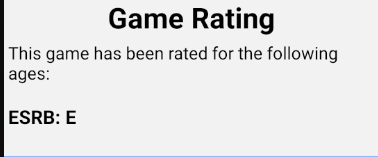 Game Rating
This game has been rated for the following
ages:
ESRB: E